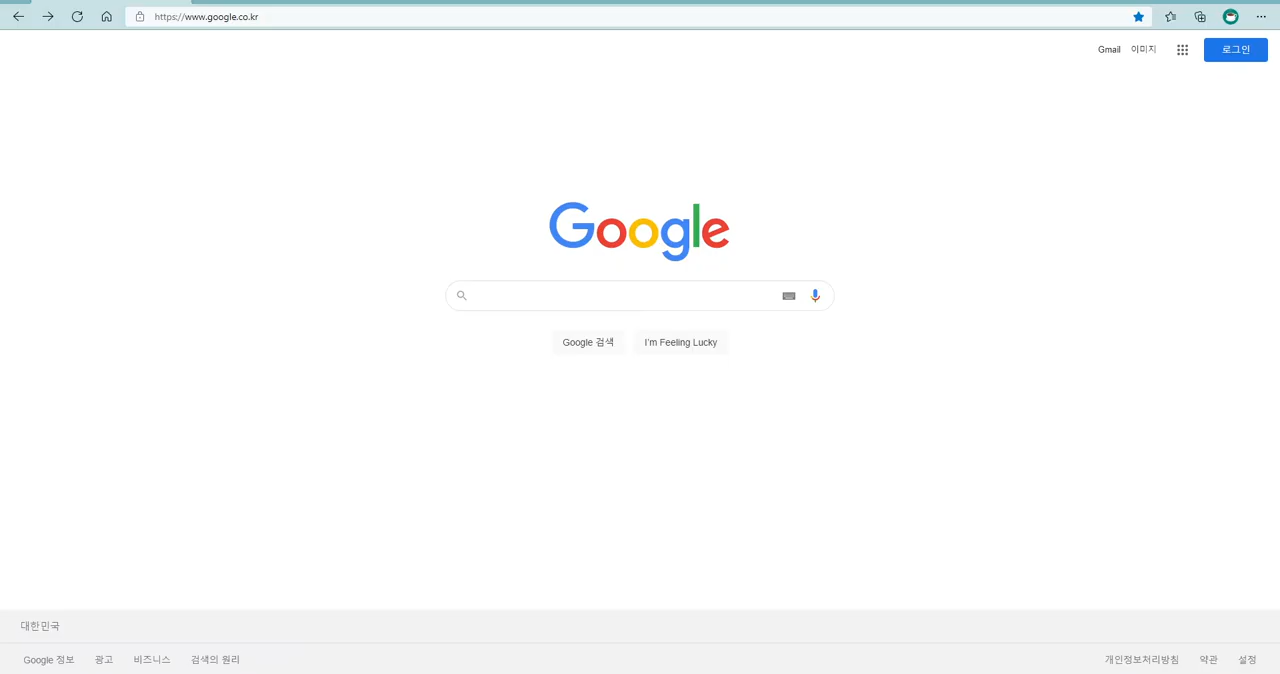 https://www.google.co.kr
Gmail 이미지 로그인
Google
Google 검색 I'm Feeling Lucky
대한민국
Google 정보 광고 비즈니스 검색의 원리 개인정보처리방침 약관 설정